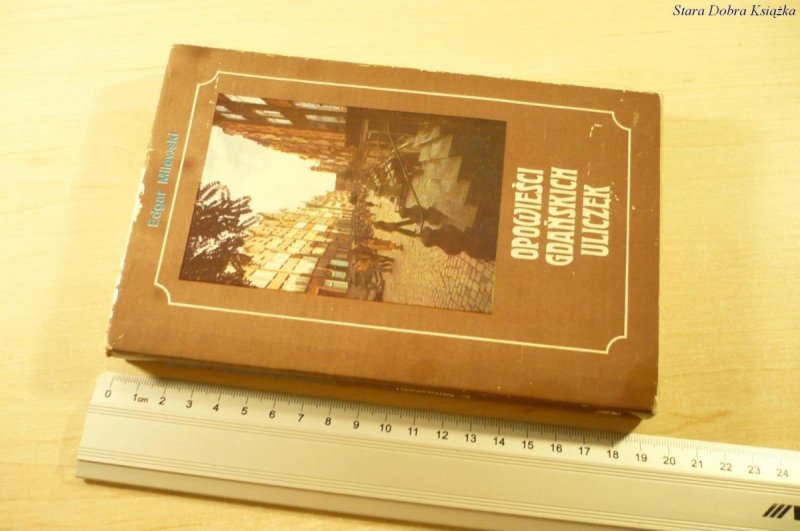 Stara Dobra Książka
Edgar Milewski
OPOWIEŚCI
GDAŃSKICH
ULICZEK
0 1cm 2 3 4 5 6 7 8 9 10 11 12 13 14 15 16 17 18 19 20 21 22 23 24